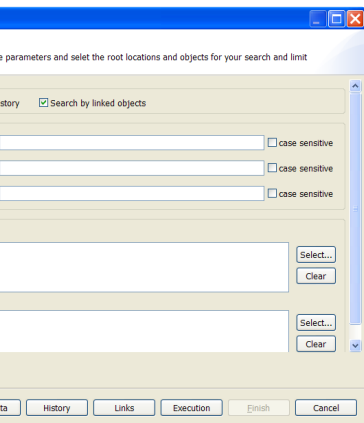 e parameters and selet the root locations and objects for your search and limit
story Search by linked objects
case sensitive
case sensitive
case sensitive
Select...
Clear
Select...
Clear
ta History Links Execution Finish Cancel